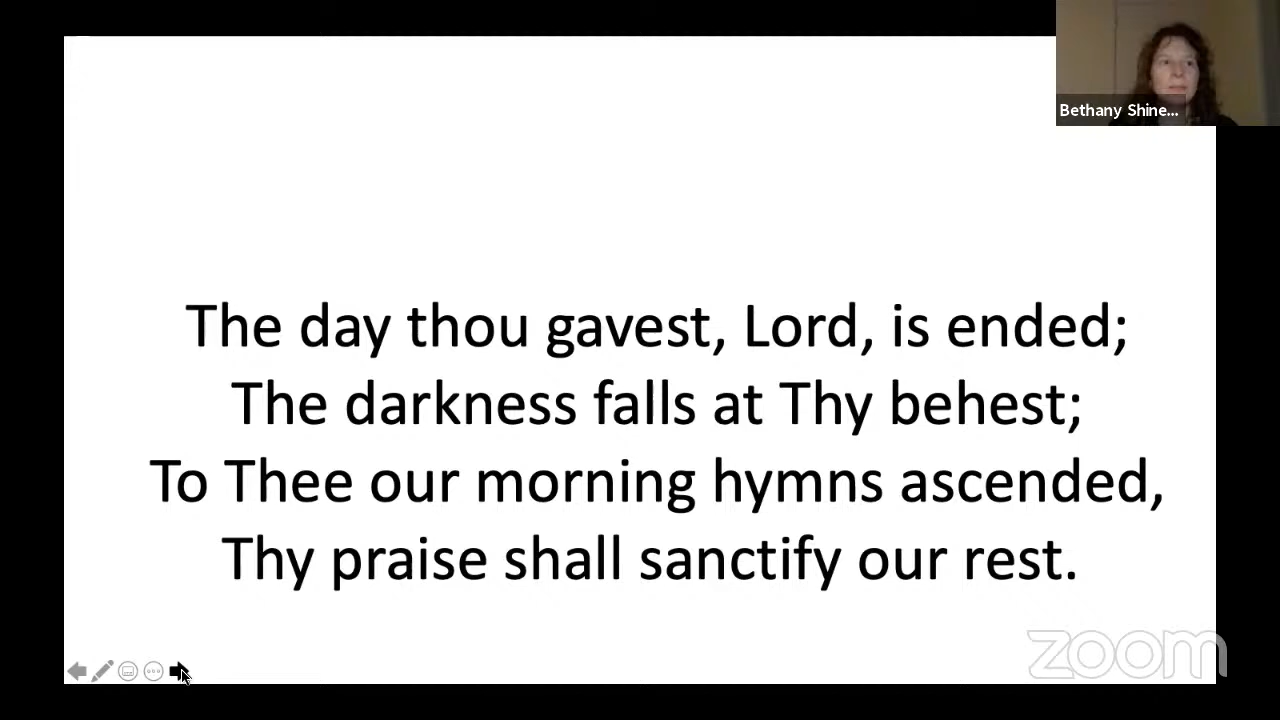 Bethany Shine...
The day thou gavest, Lord, is ended;
The darkness falls at Thy behest;
To Thee our morning hymns ascended,
Thy praise shall sanctify our rest.
zoom